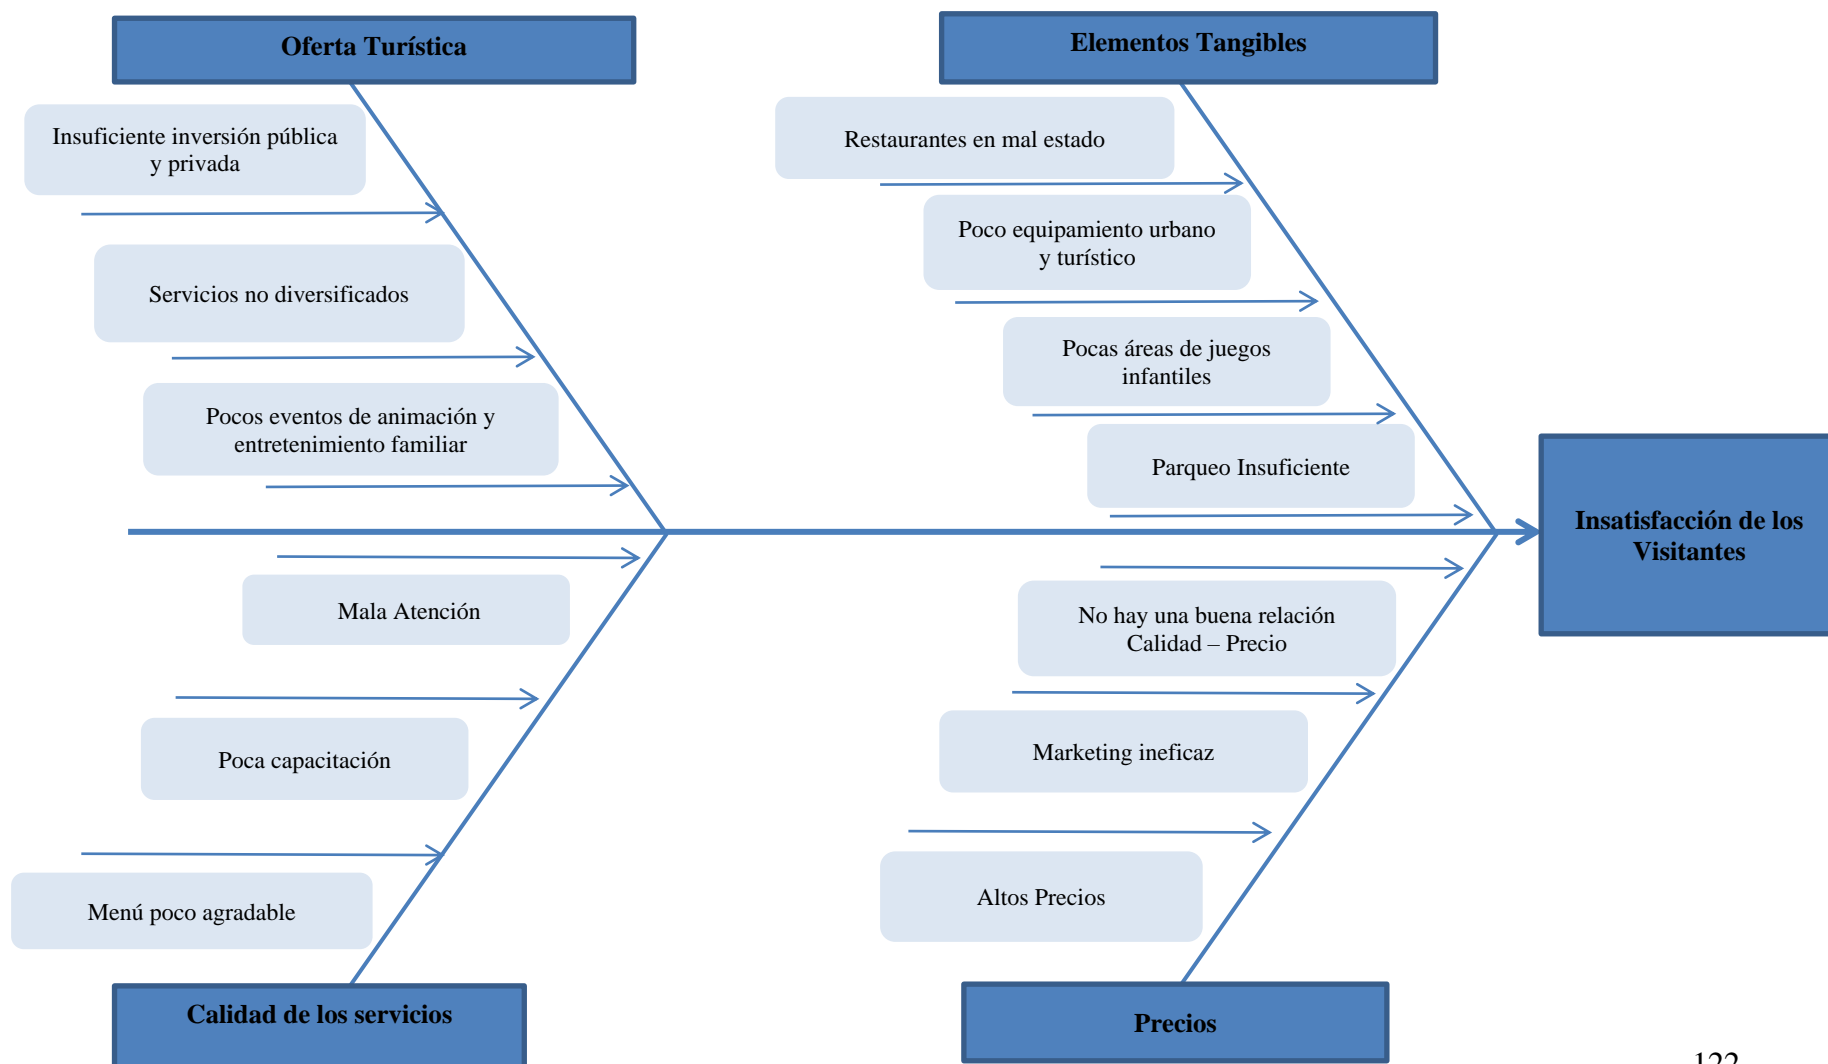 Oferta Turística
Elementos Tangibles
Insuficiente inversión pública
y privada
Servicios no diversificados
Pocos eventos de animación y
entretenimiento familiar
Restaurantes en mal estado
Poco equipamiento urbano
y turístico
Pocas áreas de juegos
infantiles
Parqueo Insuficiente
Insatisfacción de los
Visitantes
Mala Atención
Poca capacitación
Menú poco agradable
No hay una buena relación
Calidad – Precio
Marketing ineficaz
Altos Precios
Calidad de los servicios
Precios
122